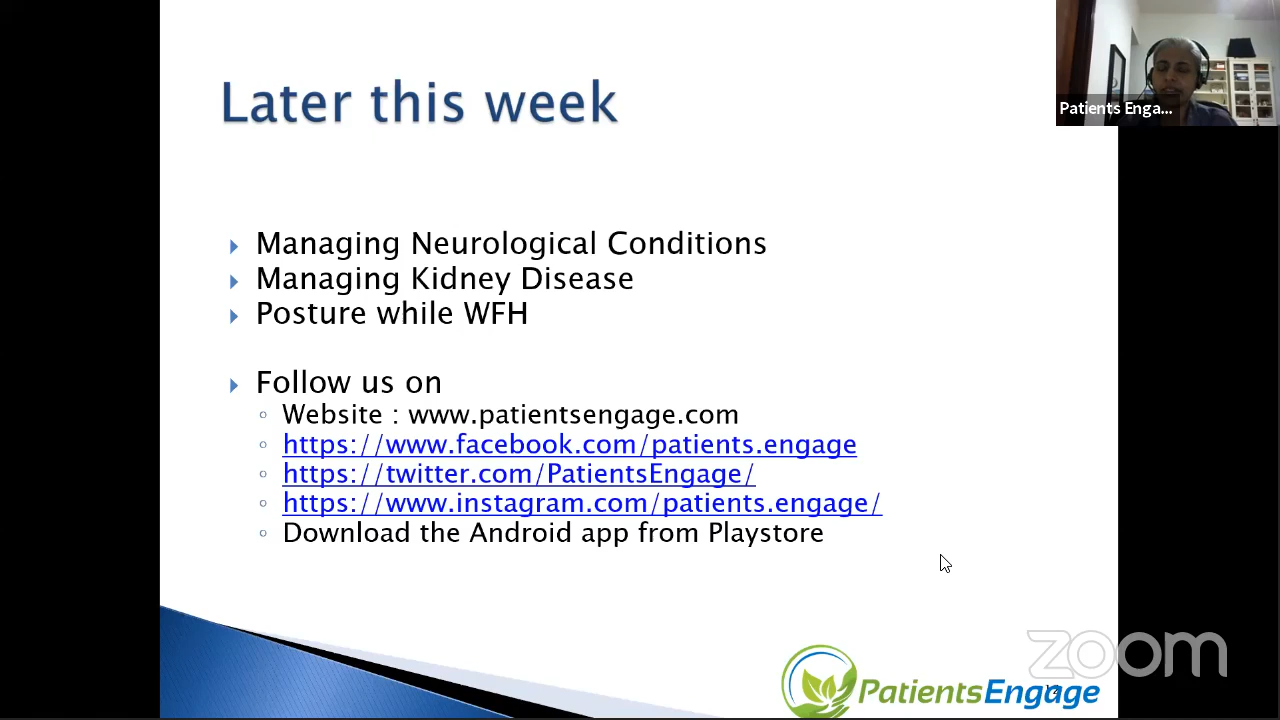 Later this week
Patients Enga...
Managing Neurological Conditions
Managing Kidney Disease
Posture while WFH
Follow us on
Website : www.patientsengage.com
https://www.facebook.com/patients.engage
https://twitter.com/PatientsEngage/
https://www.instagram.com/patients.engage/
Download the Android app from Playstore
zoom
PatientsEngage